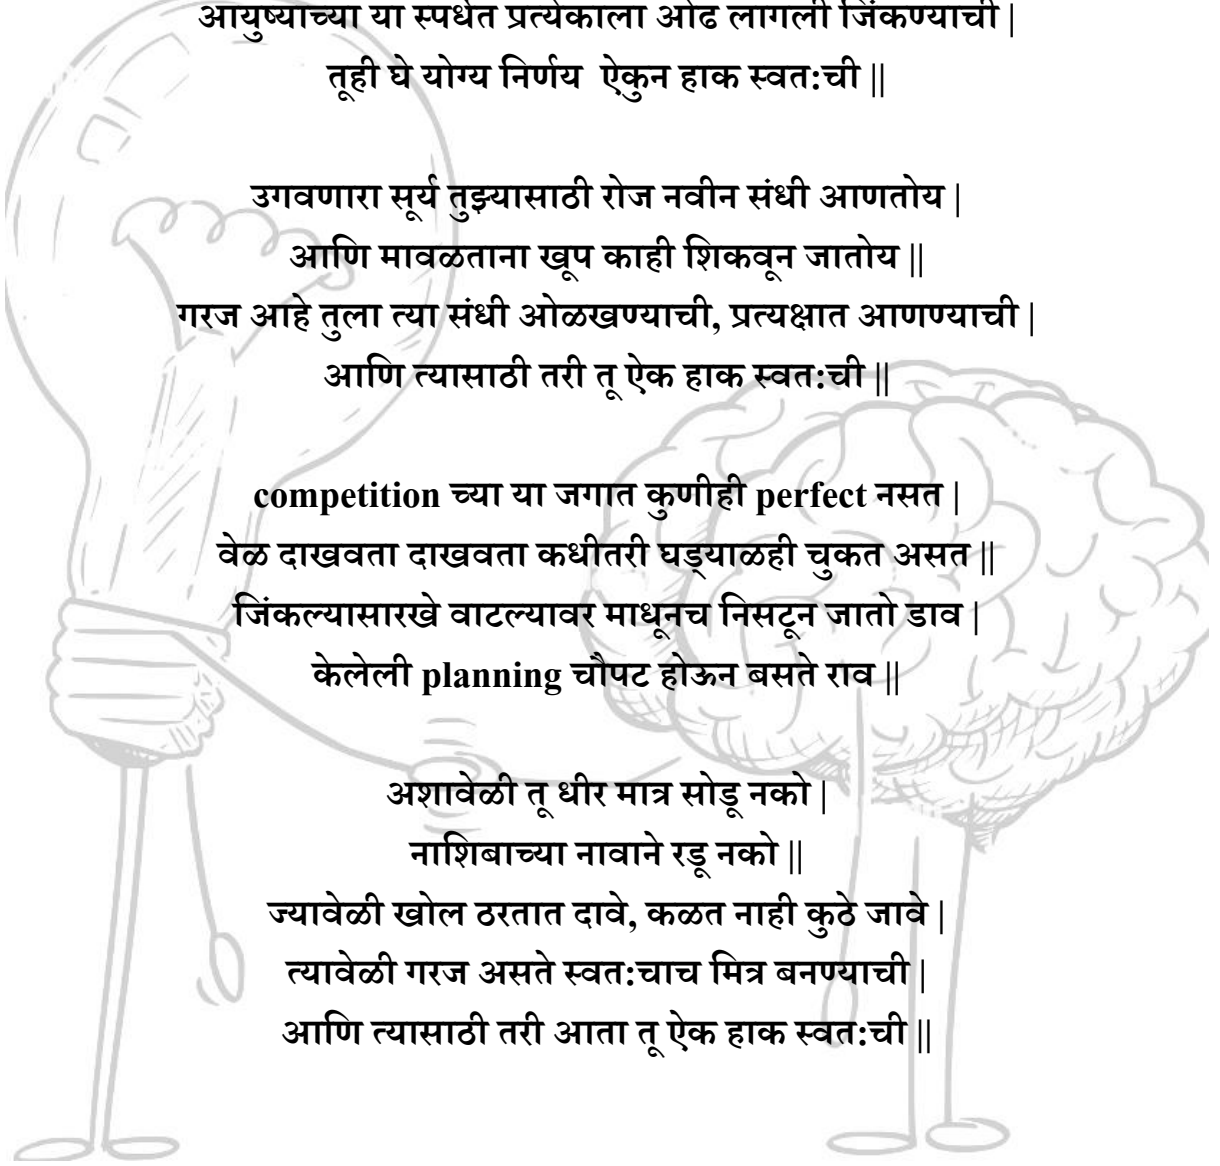 आयुष्याच्या या स्पर्धेत प्रत्येकाला ओढ लागली जिंकण्याची |
तूही घे योग्य निर्णय ऐकुन हाक स्वत:ची ||
उगवणारा सूर्य तुझ्यासाठी रोज नवीन संधी आणतोय |
आणि मावळताना खूप काही शिकवून जातोय ||
गरज आहे तुला त्या संधी ओळखण्याची, प्रत्यक्षात आणण्याची |
आणि त्यासाठी तरी तू ऐक हाक स्वत:ची ||
competition च्या या जगात कुणीही perfect नसत |
वेळ दाखवता दाखवता कधीतरी घड्याळही चुकत असत ||
जिंकल्यासारखे वाटल्यावर माधूनच निसटून जातो डाव |
केलेली planning चौपट होऊन बसते राव ||
अशावेळी तू धीर मात्र सोडू नको |
नाशिबाच्या नावाने रडू नको ||
ज्यावेळी खोल ठरतात दावे, कळत नाही कुठे जावे |
त्यावेळी गरज असते स्वत:चाच मित्र बनण्याची |
आणि त्यासाठी तरी आता तू ऐक हाक स्वत:ची ||